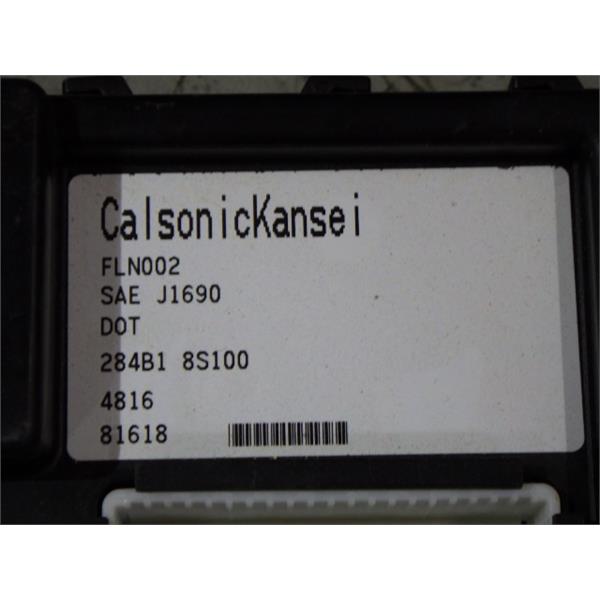 CalsonicKansei
FLN002
SAE J1690
DOT
284B1 8S100
4816
81618